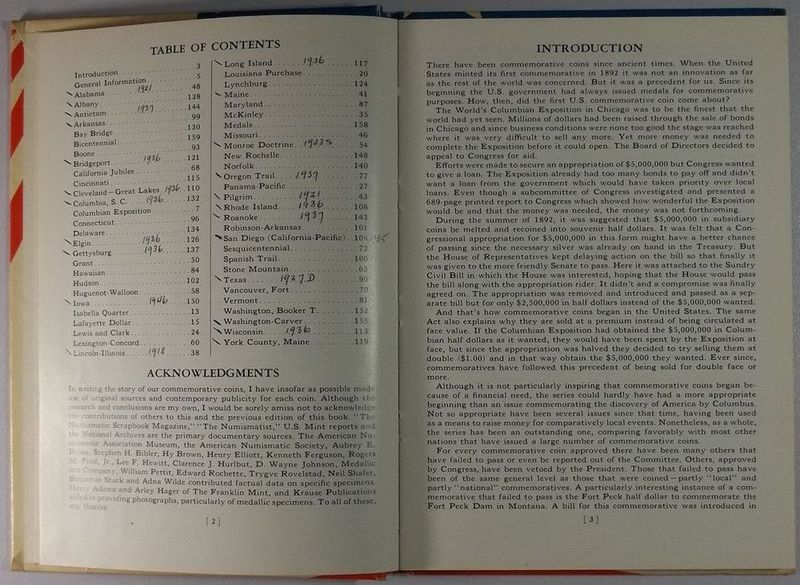 TABLE OF CONTENTS
Introduction 3
General Information 5
Alabama 1921 48
Albany 128
Antietam 1937 144
Arkansas 99
Bay Bridge 130
Bicentennial 159
Boone 93
Bridgeport 1936 121
California Jubilee 68
Cincinnati 115
Cleveland—Great Lakes 1936 110
Columbia, S. C. 1936 132
Columbian Exposition 7
Connecticut 96
Delaware 134
Elgin 1936 126
Gettysburg 1936 137
Grant 50
Hawaiian 84
Hudson 102
Huguenot-Walloon 58
Iowa 1946 150
Isabella Quarter 13
Lafayette Dollar 15
Lewis and Clark 24
Lexington-Concord 60
Lincoln-Illinois 1918 38
Long Island 1936 117
Louisiana Purchase 20
Lynchburg 124
Maine 41
Maryland 87
McKinley 35
Medals 158
Missouri 46
Monroe Doctrine 1923S 54
New Rochelle 148
Norfolk 140
Oregon Trail 1937 77
Panama-Pacific 27
Pilgrim 1921 43
Rhode Island 1936 108
Roanoke 1937 142
Robinson-Arkansas 101
San Diego (California-Pacific) 104
Sesquicentennial 72
Spanish Trail 106
Stone Mountain 63
Texas 1937D 90
Vancouver, Fort 70
Vermont 81
Washington, Booker T. 152
Washington-Carver 155
Wisconsin 1936 113
York County, Maine 119
ACKNOWLEDGMENTS
In writing the story of our commemorative coins, I have insofar as possible made
use of original sources and contemporary publicity for each coin. Although the
research and conclusions are my own, I would be sorely amiss not to acknowledge
the contributions of others to this and the previous edition of this book. "The
Numismatic Scrapbook Magazine," "The Numismatist," U.S. Mint reports and
the National Archives are the primary documentary sources. The American Nu-
mismatic Association Museum, the American Numismatic Society, Aubrey E.
Bebee, Stephen H. Bibler, Hy Brown, Henry Elliott, Kenneth Ferguson, Rogers
M. Fred, Jr., Lee F. Hewitt, Clarence J. Hurlbut, D. Wayne Johnson, Medallic
Art Company, William Pettit, Edward Rochette, Trygve Rovelstad, Neil Shafer,
Benjamin Stack and Adna Wilde contributed factual data on specific specimens.
Harry Adams and Arley Hager of The Franklin Mint, and Krause Publications
aided in providing photographs, particularly of medallic specimens. To all of these,
my thanks.
[ 2 ]
INTRODUCTION
There have been commemorative coins since ancient times. When the United
States minted its first commemorative in 1892 it was not an innovation as far
as the rest of the world was concerned. But it was a precedent for us. Since its
beginning the U.S. government had always issued medals for commemorative
purposes. How, then, did the first U.S. commemorative coin come about?
The World's Columbian Exposition in Chicago was to be the finest that the
world had yet seen. Millions of dollars had been raised through the sale of bonds
in Chicago and since business conditions were none too good the stage was reached
where it was very difficult to sell any more. Yet more money was needed to
complete the Exposition before it could open. The Board of Directors decided to
appeal to Congress for aid.
Efforts were made to secure an appropriation of $5,000,000 but Congress wanted
to give a loan. The Exposition already had too many bonds to pay off and didn't
want a loan from the government which would have taken priority over local
loans. Even though a subcommittee of Congress investigated and presented a
689-page printed report to Congress which showed how wonderful the Exposition
would be and that the money was needed, the money was not forthcoming.
During the summer of 1892, it was suggested that $5,000,000 in subsidiary
coins be melted and recoined into souvenir half dollars. It was felt that a Con-
gressional appropriation for $5,000,000 in this form might have a better chance
of passing since the necessary silver was already on hand in the Treasury. But
the House of Representatives kept delaying action on the bill so that finally it
was given to the more friendly Senate to pass. Here it was attached to the Sundry
Civil Bill in which the House was interested, hoping that the House would pass
the bill along with the appropriation rider. It didn't and a compromise was finally
agreed on. The appropriation was removed and introduced and passed as a sep-
arate bill but for only $2,500,000 in half dollars instead of the $5,000,000 wanted.
And that's how commemorative coins began in the United States. The same
Act also explains why they are sold at a premium instead of being circulated at
face value. If the Columbian Exposition had obtained the $5,000,000 in Colum-
bian half dollars as it wanted, they would have been spent by the Exposition at
face, but since the appropriation was halved they decided to try selling them at
double ($1.00) and in that way obtain the $5,000,000 they wanted. Ever since,
commemoratives have followed this precedent of being sold for double face or
more.
Although it is not particularly inspiring that commemorative coins began be-
cause of a financial need, the series could hardly have had a more appropriate
beginning than an issue commemorating the discovery of America by Columbus.
Not so appropriate have been several issues since that time, having been used
as a means to raise money for comparatively local events. Nonetheless, as a whole,
the series has been an outstanding one, comparing favorably with most other
nations that have issued a large number of commemorative coins.
For every commemorative coin approved there have been many others that
have failed to pass or even be reported out of the Committee. Others, approved
by Congress, have been vetoed by the President. Those that failed to pass have
been of the same general level as those that were coined—partly "local" and
partly "national" commemoratives. A particularly interesting instance of a com-
memorative that failed to pass is the Fort Peck half dollar to commemorate the
Fort Peck Dam in Montana. A bill for this commemorative was introduced in
[ 3 ]